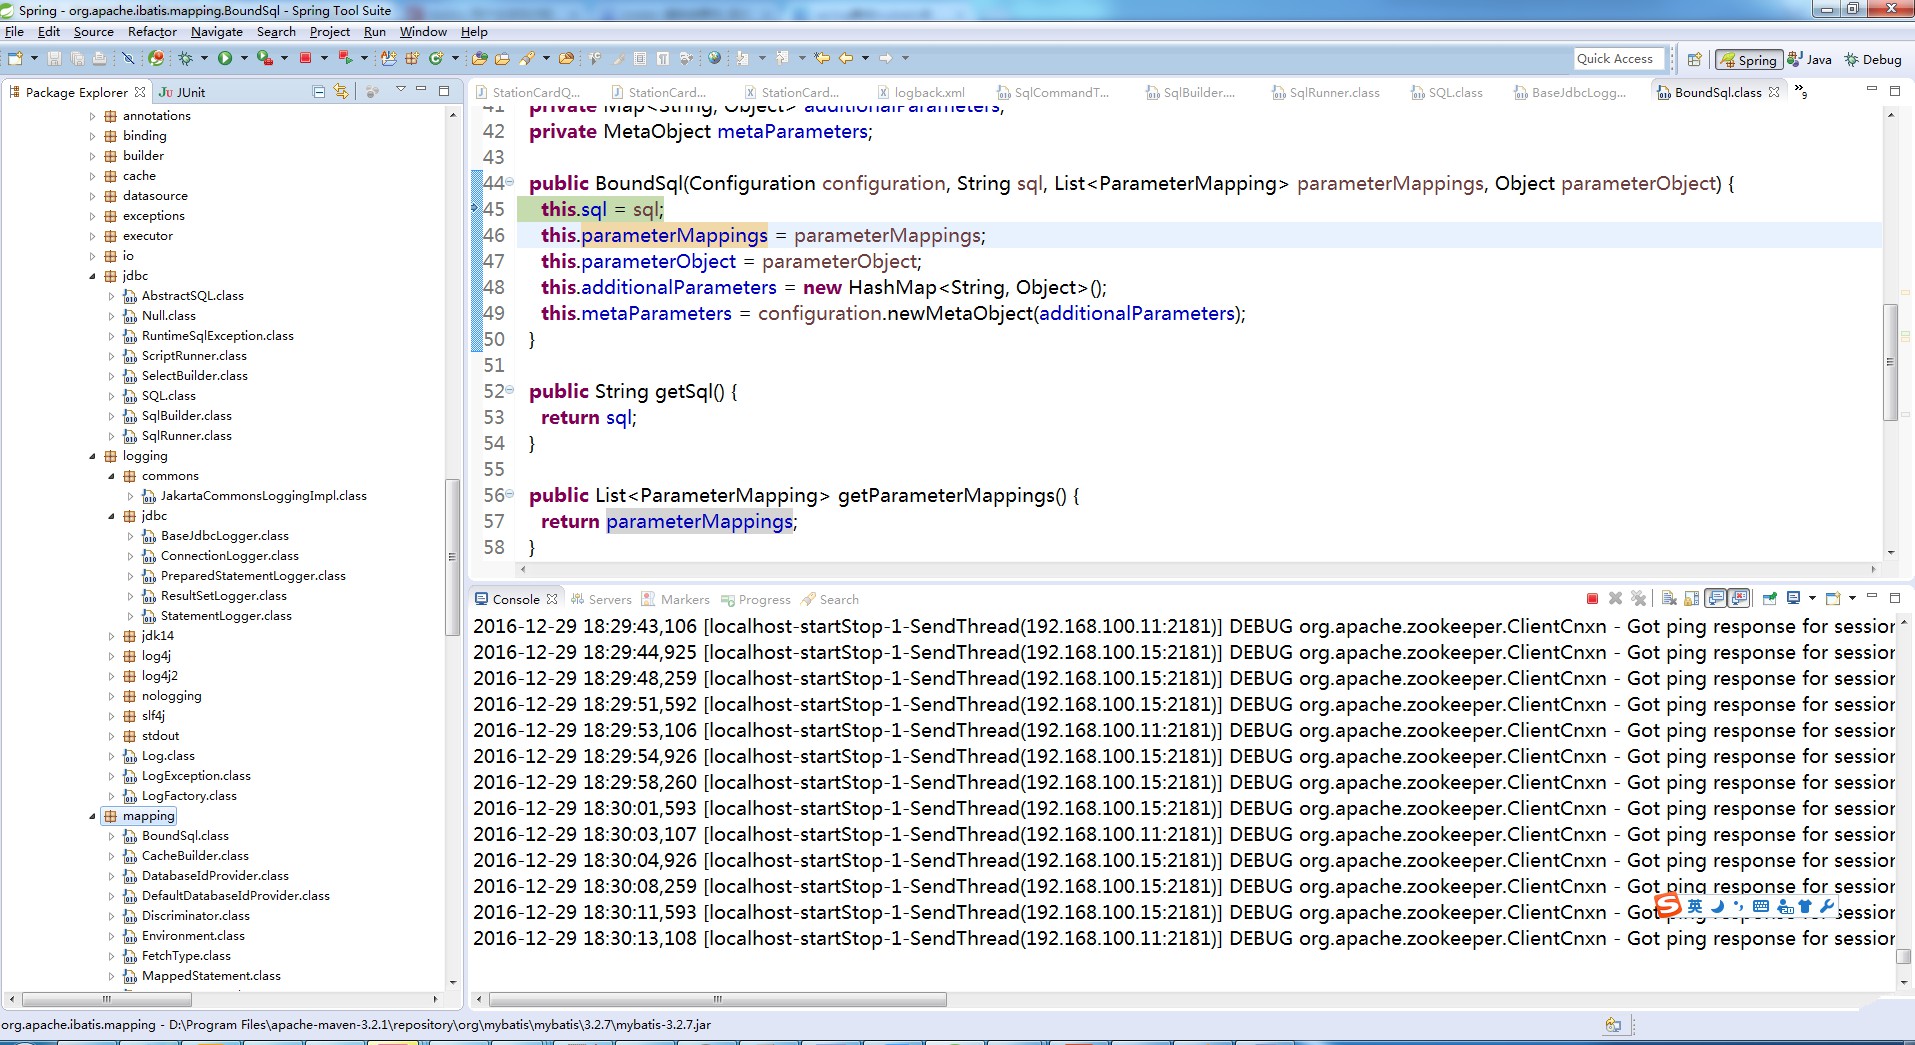 Spring - org.apache.ibatis.mapping.BoundSql - Spring Tool Suite
File Edit Source Refactor Navigate Search Project Run Window Help
Quick Access
Spring
Java
Debug
Package Explorer
JUnit
annotations
binding
builder
cache
datasource
exceptions
executor
io
jdbc
AbstractSQL.class
Null.class
RuntimeSqlException.class
ScriptRunner.class
SelectBuilder.class
SQL.class
SqlBuilder.class
SqlRunner.class
logging
commons
JakartaCommonsLoggingImpl.class
jdbc
BaseJdbcLogger.class
ConnectionLogger.class
PreparedStatementLogger.class
ResultSetLogger.class
StatementLogger.class
jdk14
log4j
log4j2
nologging
slf4j
stdout
Log.class
LogException.class
LogFactory.class
mapping
BoundSql.class
CacheBuilder.class
DatabaseIdProvider.class
DefaultDatabaseIdProvider.class
Discriminator.class
Environment.class
FetchType.class
MappedStatement.class
StationCardQ... StationCard... StationCard... logback.xml SqlCommandT... SqlBuilder.... SqlRunner.class SQL.class BaseJdbcLogg... BoundSql.class 9
41 private Map<String, Object> additionalParameters;
42 private MetaObject metaParameters;
43
44 public BoundSql(Configuration configuration, String sql, List<ParameterMapping> parameterMappings, Object parameterObject) {
45 this.sql = sql;
46 this.parameterMappings = parameterMappings;
47 this.parameterObject = parameterObject;
48 this.additionalParameters = new HashMap<String, Object>();
49 this.metaParameters = configuration.newMetaObject(additionalParameters);
50 }
51
52 public String getSql() {
53 return sql;
54 }
55
56 public List<ParameterMapping> getParameterMappings() {
57 return parameterMappings;
58 }
Console Servers Markers Progress Search
2016-12-29 18:29:43,106 [localhost-startStop-1-SendThread(192.168.100.11:2181)] DEBUG org.apache.zookeeper.ClientCnxn - Got ping response for session
2016-12-29 18:29:44,925 [localhost-startStop-1-SendThread(192.168.100.15:2181)] DEBUG org.apache.zookeeper.ClientCnxn - Got ping response for session
2016-12-29 18:29:48,259 [localhost-startStop-1-SendThread(192.168.100.15:2181)] DEBUG org.apache.zookeeper.ClientCnxn - Got ping response for session
2016-12-29 18:29:51,592 [localhost-startStop-1-SendThread(192.168.100.15:2181)] DEBUG org.apache.zookeeper.ClientCnxn - Got ping response for session
2016-12-29 18:29:53,106 [localhost-startStop-1-SendThread(192.168.100.11:2181)] DEBUG org.apache.zookeeper.ClientCnxn - Got ping response for session
2016-12-29 18:29:54,926 [localhost-startStop-1-SendThread(192.168.100.15:2181)] DEBUG org.apache.zookeeper.ClientCnxn - Got ping response for session
2016-12-29 18:29:58,260 [localhost-startStop-1-SendThread(192.168.100.15:2181)] DEBUG org.apache.zookeeper.ClientCnxn - Got ping response for session
2016-12-29 18:30:01,593 [localhost-startStop-1-SendThread(192.168.100.15:2181)] DEBUG org.apache.zookeeper.ClientCnxn - Got ping response for session
2016-12-29 18:30:03,107 [localhost-startStop-1-SendThread(192.168.100.11:2181)] DEBUG org.apache.zookeeper.ClientCnxn - Got ping response for session
2016-12-29 18:30:04,926 [localhost-startStop-1-SendThread(192.168.100.15:2181)] DEBUG org.apache.zookeeper.ClientCnxn - Got ping response for session
2016-12-29 18:30:08,259 [localhost-startStop-1-SendThread(192.168.100.15:2181)] DEBUG org.apache.zookeeper.ClientCnxn - Got ping response for session
2016-12-29 18:30:11,593 [localhost-startStop-1-SendThread(192.168.100.15:2181)] DEBUG org.apache.zookeeper.ClientCnxn - Got ping response for session
2016-12-29 18:30:13,108 [localhost-startStop-1-SendThread(192.168.100.11:2181)] DEBUG org.apache.zookeeper.ClientCnxn - Got ping response for session
英
org.apache.ibatis.mapping - D:\Program Files\apache-maven-3.2.1\repository\org\mybatis\mybatis\3.2.7\mybatis-3.2.7.jar